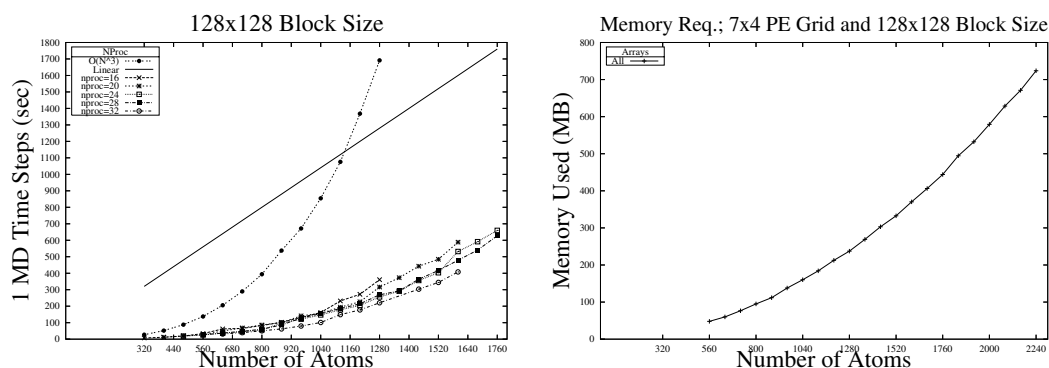 128x128 Block Size
1 MD Time Steps (sec)
1800
1700
1600
1500
1400
1300
1200
1100
1000
900
800
700
600
500
400
300
200
100
0
NProc
O(N^3)
Linear
nproc=16
nproc=20
nproc=24
nproc=28
nproc=32
320 440 560 680 800 920 1040 1160 1280 1400 1520 1640 1760
Number of Atoms
Memory Req.; 7x4 PE Grid and 128x128 Block Size
Memory Used (MB)
800
700
600
500
400
300
200
100
0
Arrays
All
320 560 800 1040 1280 1520 1760 2000 2240
Number of Atoms